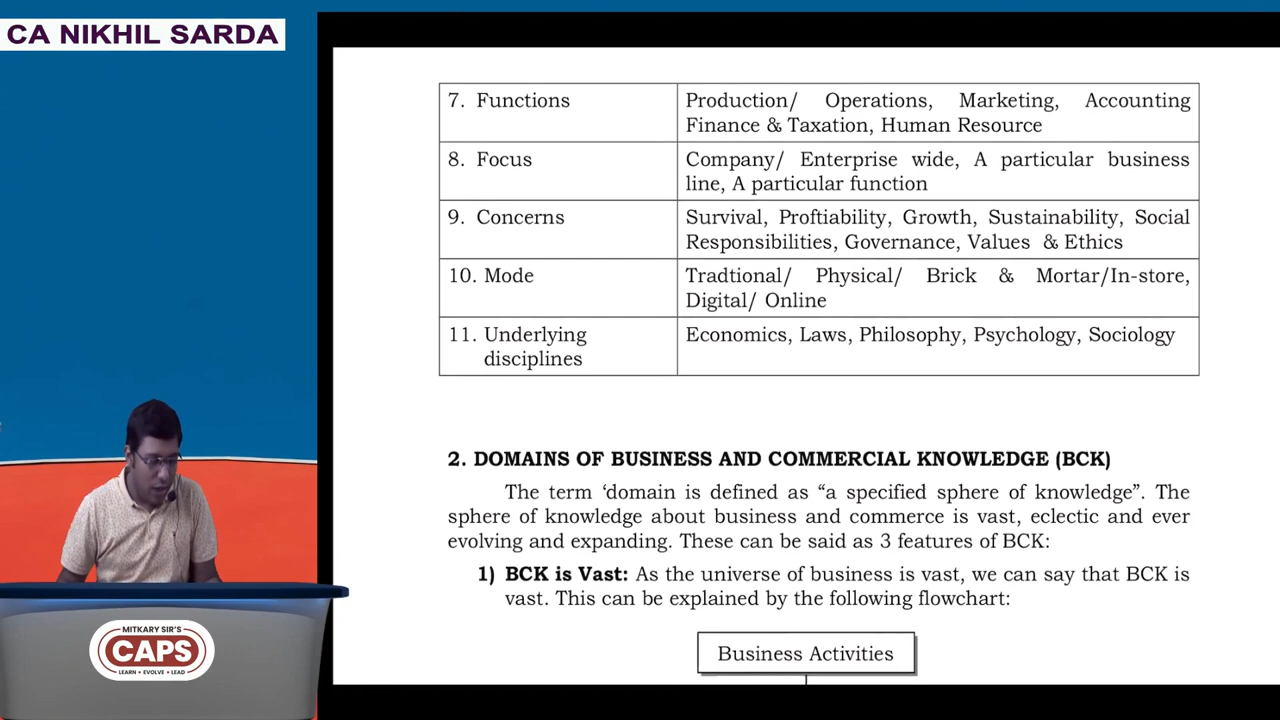 CA NIKHIL SARDA
7. Functions
Production/ Operations, Marketing, Accounting
Finance & Taxation, Human Resource
8. Focus
Company/ Enterprise wide, A particular business
line, A particular function
9. Concerns
Survival, Proftiability, Growth, Sustainability, Social
Responsibilities, Governance, Values & Ethics
10. Mode
Tradtional/ Physical/ Brick & Mortar/In-store,
Digital/ Online
11. Underlying
disciplines
Economics, Laws, Philosophy, Psychology, Sociology
2. DOMAINS OF BUSINESS AND COMMERCIAL KNOWLEDGE (BCK)
The term ‘domain is defined as “a specified sphere of knowledge”. The
sphere of knowledge about business and commerce is vast, eclectic and ever
evolving and expanding. These can be said as 3 features of BCK:
1) BCK is Vast: As the universe of business is vast, we can say that BCK is
vast. This can be explained by the following flowchart:
Business Activities
MITKARY SIR'S
CAPS
LEARN • EVOLVE • LEAD